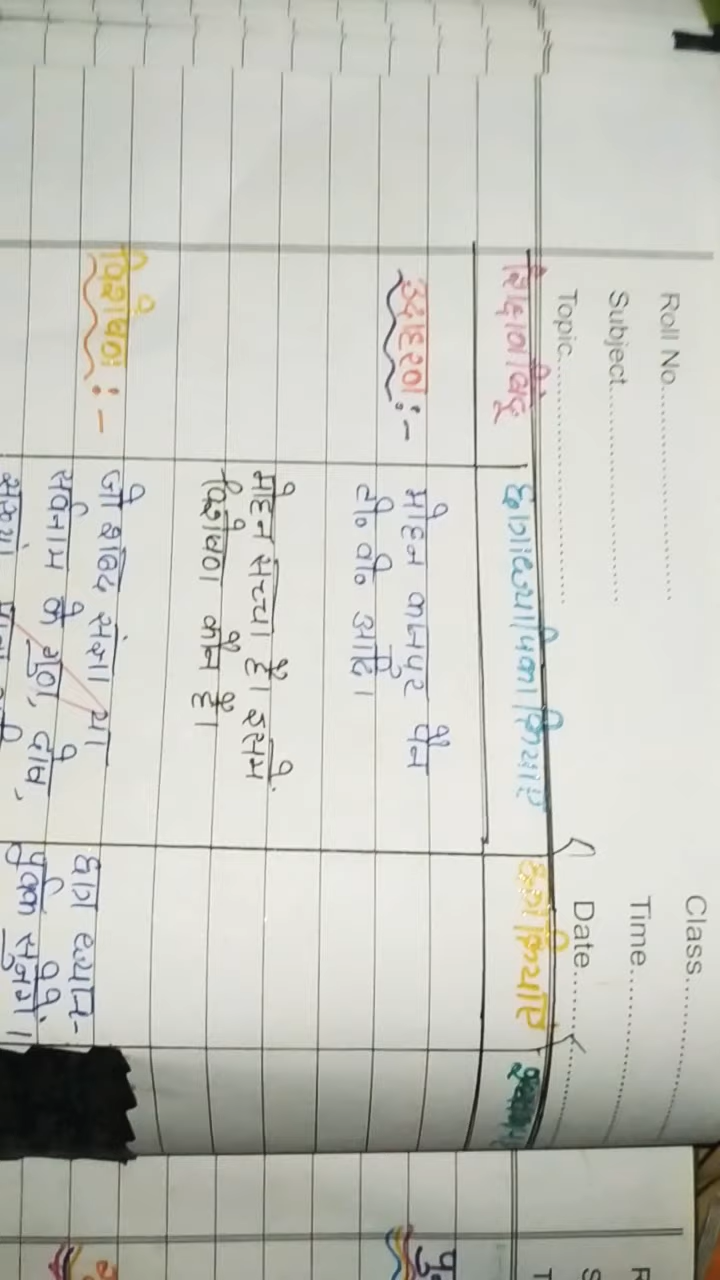 Roll No.
Class
Subject
Time
Topic
Date
शिक्षण बिंदु
छात्राध्यापिका क्रियाएं
छात्र क्रियाएं
उदाहरण :-
मोहन कानपुर पेन
टी० वी० आदि।
मोहन सच्चा है। इसमें
विशेषण कौन है।
विशेषण :-
जो शब्द संज्ञा या
छात्र ध्यान-
सर्वनाम के गुण, दोष,
पुर्वक सुनेगें।
संख्या